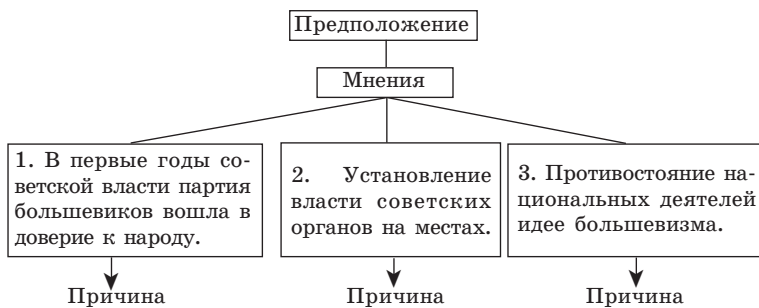 Предположение
Мнения
1. В первые годы со-
ветской власти партия
большевиков вошла в
доверие к народу.
2. Установление
власти советских
органов на местах.
3. Противостояние на-
циональных деятелей
идее большевизма.
Причина
Причина
Причина